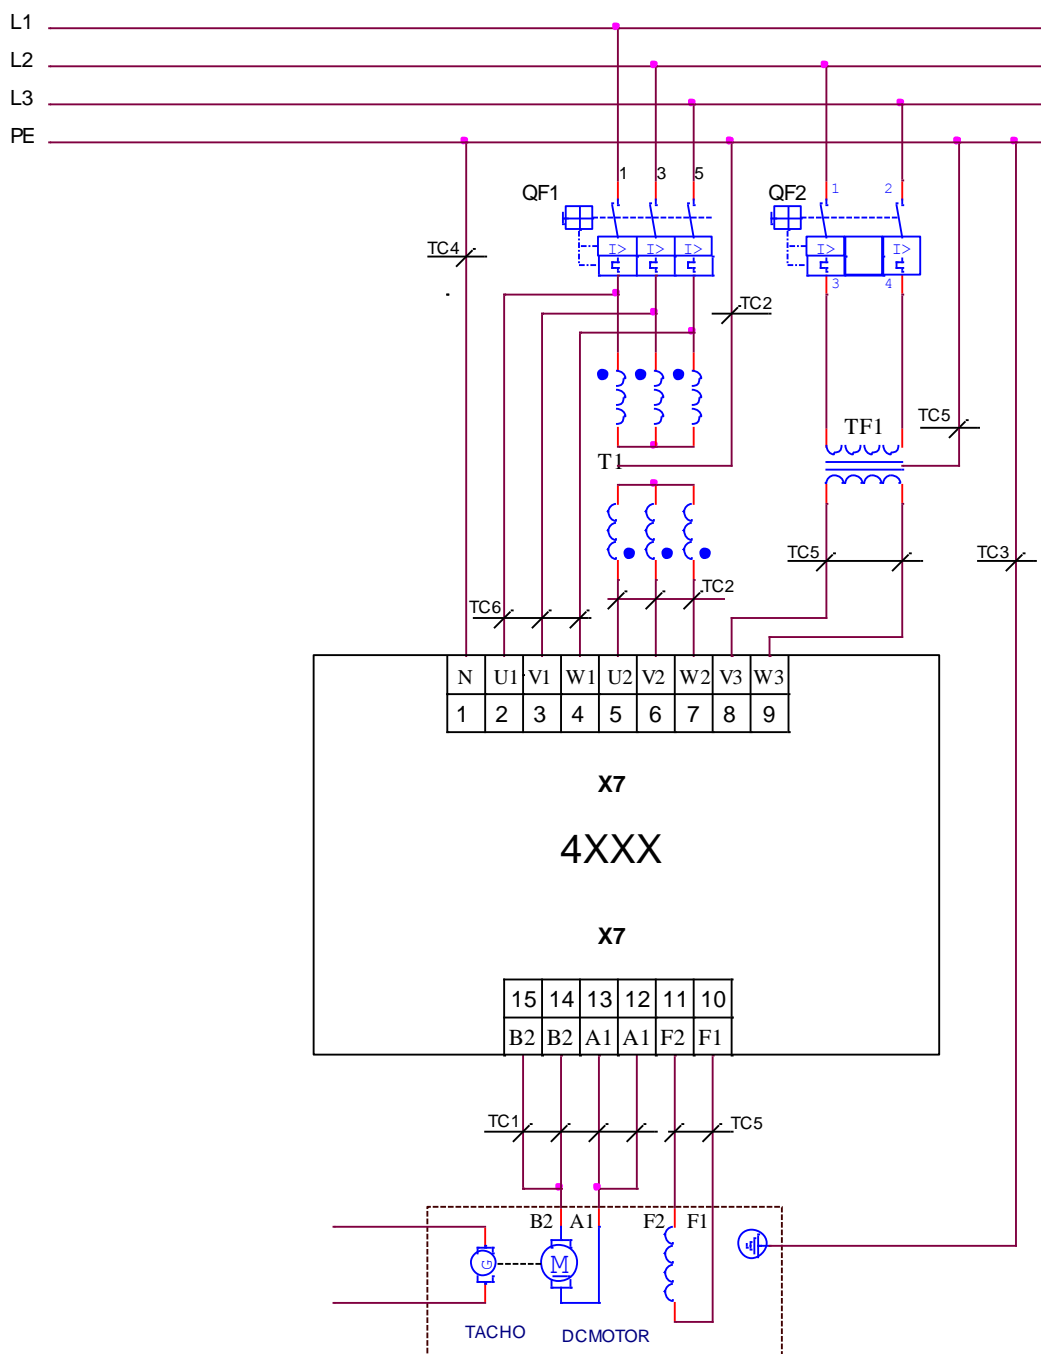 L1
L2
L3
PE
1 3 5
1 2
QF1
QF2
I> I> I>
I> I>
TC4
3 4
TC2
TF1
TC5
T1
TC5
TC3
TC2
TC6
N U1 V1 W1 U2 V2 W2 V3 W3
1 2 3 4 5 6 7 8 9
X7
4XXX
X7
15 14 13 12 11 10
B2 B2 A1 A1 F2 F1
TC1
TC5
B2 A1 F2 F1
G
M
TACHO
DCMOTOR